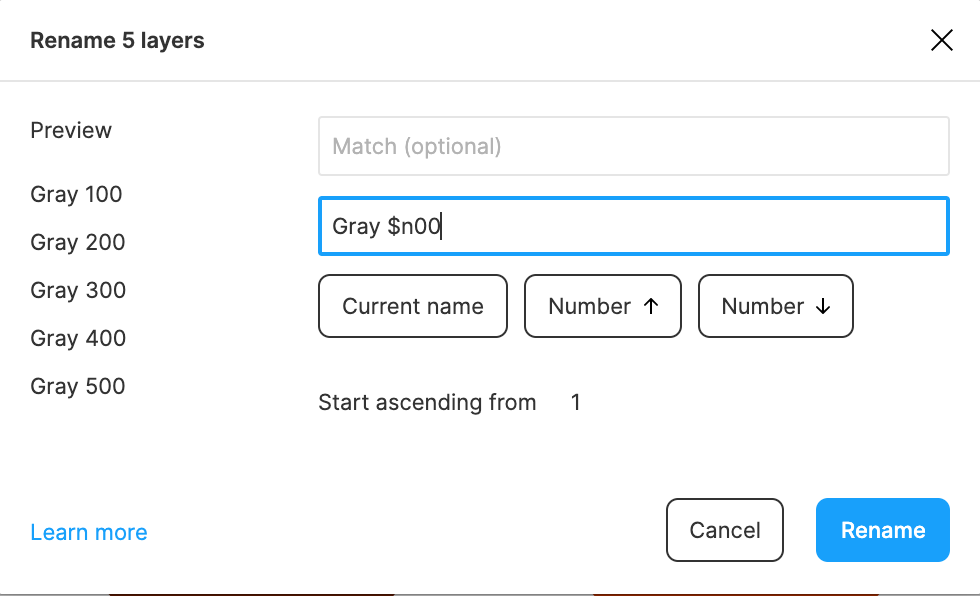 Rename 5 layers
Preview
Match (optional)
Gray 100
Gray $n00
Gray 200
Gray 300
Current name
Number ↑
Number ↓
Gray 400
Gray 500
Start ascending from 1
Learn more
Cancel
Rename